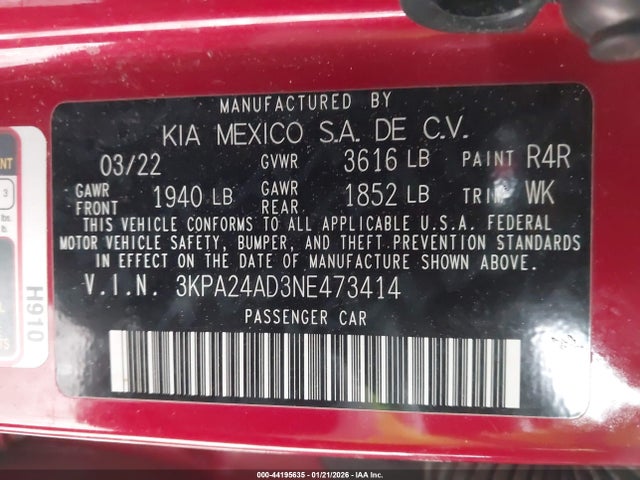 MANUFACTURED BY
KIA MEXICO S.A. DE C.V.
03/22 GVWR 3616 LB PAINT R4R
GAWR FRONT 1940 LB GAWR REAR 1852 LB TRIM WK
THIS VEHICLE CONFORMS TO ALL APPLICABLE U.S.A. FEDERAL
MOTOR VEHICLE SAFETY, BUMPER, AND THEFT PREVENTION STANDARDS
IN EFFECT ON THE DATE OF MANUFACTURE SHOWN ABOVE.
V.I.N. 3KPA24AD3NE473414
PASSENGER CAR
H910
3
lbs.
000-44195635 - 01/21/2026 - IAA Inc.